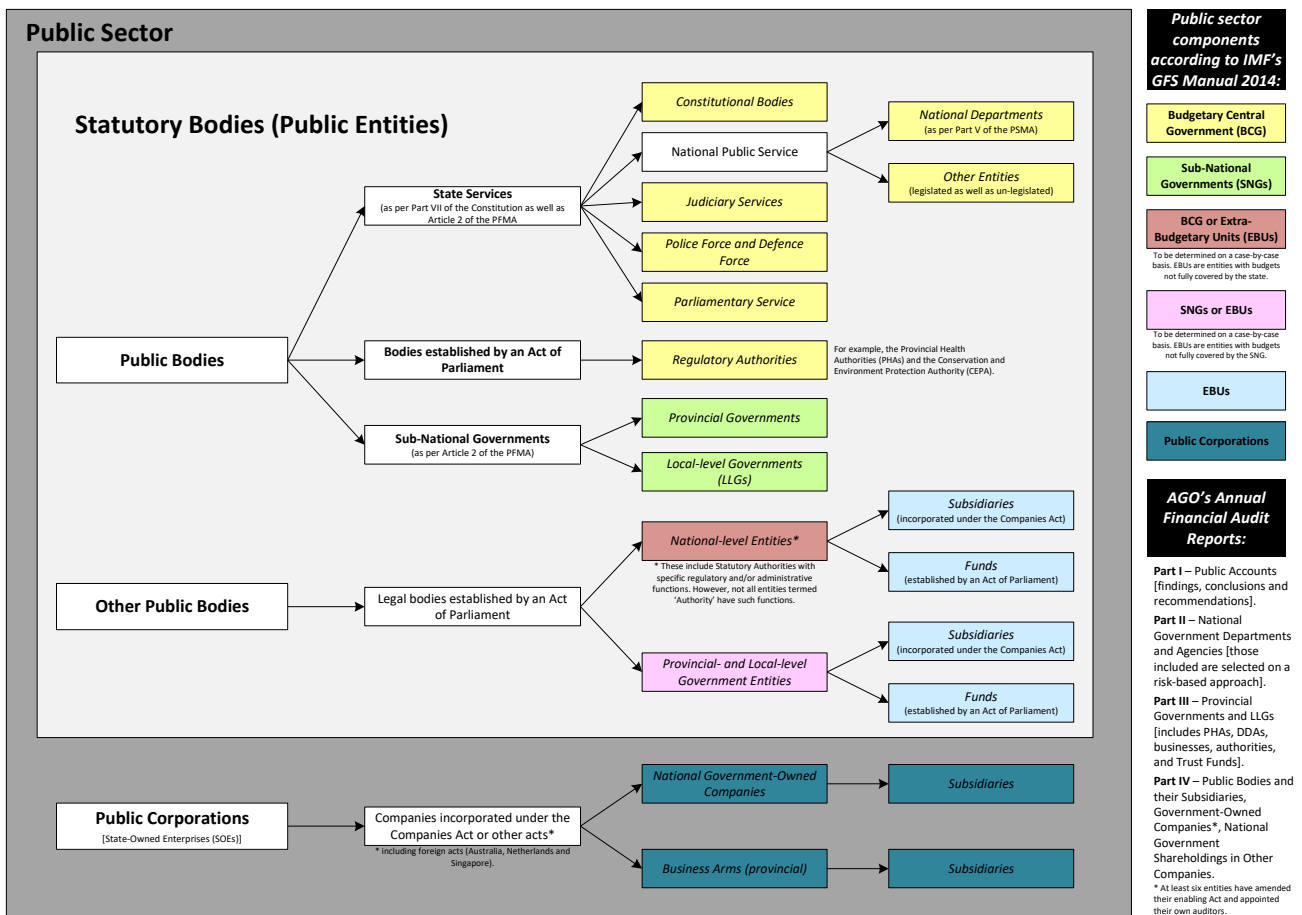 Public Sector
Statutory Bodies (Public Entities)
Public Bodies
State Services
(as per Part VII of the Constitution as well as
Article 2 of the PFMA
Constitutional Bodies
National Public Service
National Departments
(as per Part V of the PSMA)
Other Entities
(legislated as well as un-legislated)
Judiciary Services
Police Force and Defence
Force
Parliamentary Service
Bodies established by an Act of
Parliament
Regulatory Authorities
For example, the Provincial Health
Authorities (PHAs) and the Conservation and
Environment Protection Authority (CEPA).
Sub-National Governments
(as per Article 2 of the PFMA)
Provincial Governments
Local-level Governments
(LLGs)
Other Public Bodies
Legal bodies established by an Act
of Parliament
National-level Entities*
* These include Statutory Authorities with
specific regulatory and/or administrative
functions. However, not all entities termed
‘Authority’ have such functions.
Subsidiaries
(incorporated under the Companies Act)
Funds
(established by an Act of Parliament)
Provincial- and Local-level
Government Entities
Subsidiaries
(incorporated under the Companies Act)
Funds
(established by an Act of Parliament)
Public Corporations
[State-Owned Enterprises (SOEs)]
Companies incorporated under the
Companies Act or other acts*
* including foreign acts (Australia, Netherlands and
Singapore).
National Government-Owned
Companies
Subsidiaries
Business Arms (provincial)
Subsidiaries
Public sector
components
according to IMF’s
GFS Manual 2014:
Budgetary Central
Government (BCG)
Sub-National
Governments (SNGs)
BCG or Extra-
Budgetary Units (EBUs)
To be determined on a case-by-case
basis. EBUs are entities with budgets
not fully covered by the state.
SNGs or EBUs
To be determined on a case-by-case
basis. EBUs are entities with budgets
not fully covered by the SNG.
EBUs
Public Corporations
AGO’s Annual
Financial Audit
Reports:
Part I – Public Accounts
[findings, conclusions and
recommendations].
Part II – National
Government Departments
and Agencies [those
included are selected on a
risk-based approach].
Part III – Provincial
Governments and LLGs
[includes PHAs, DDAs,
businesses, authorities,
and Trust Funds].
Part IV – Public Bodies and
their Subsidiaries,
Government-Owned
Companies*, National
Government
Shareholdings in Other
Companies.
* At least six entities have amended
their enabling Act and appointed
their own auditors.